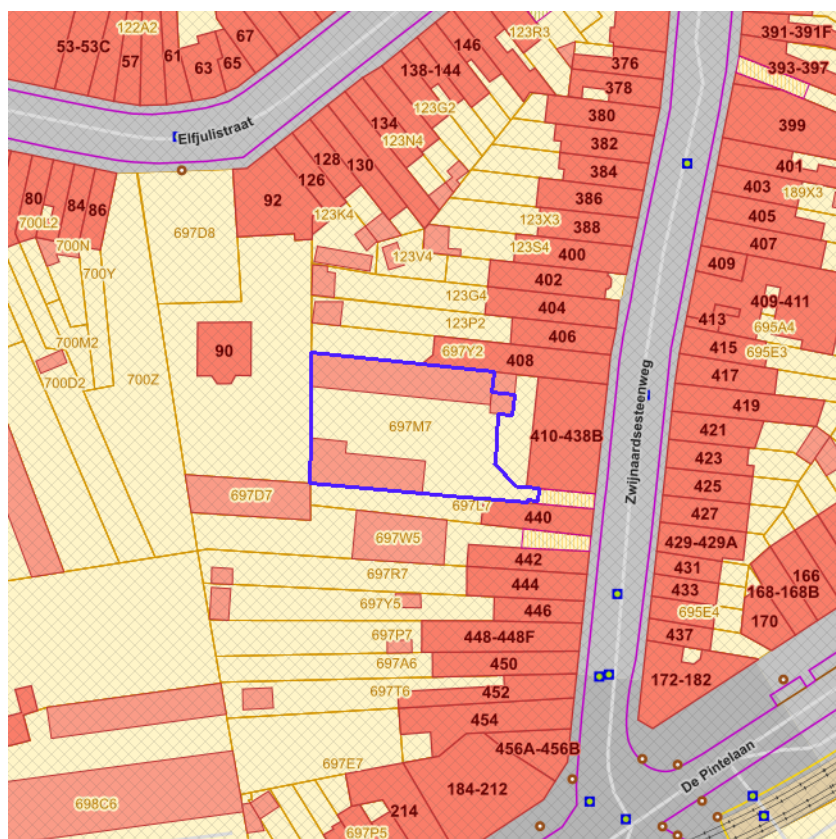 122A2
67
53-53C
57
61
63
65
146
123R3
138-144
376
378
391-391F
393-397
Elfjulistraat
123G2
134
123N4
380
382
384
399
401
128
130
126
386
388
400
403
189X3
405
407
80
84
86
92
700L2
700N
700Y
697D8
123K4
123V4
123X3
123S4
402
404
406
408
409
409-411
413
695A4
415
695E3
417
123G4
123P2
697Y2
90
700M2
700D2
700Z
697M7
410-438B
Zwijnaardsesteenweg
419
421
423
425
427
429-429A
431
433
437
697D7
697L7
440
697W5
442
697R7
444
697Y5
446
697P7
448-448F
697A6
450
697T6
452
454
456A-456B
697E7
184-212
214
697P5
698C6
695E4
166
168-168B
170
172-182
De Pintelaan